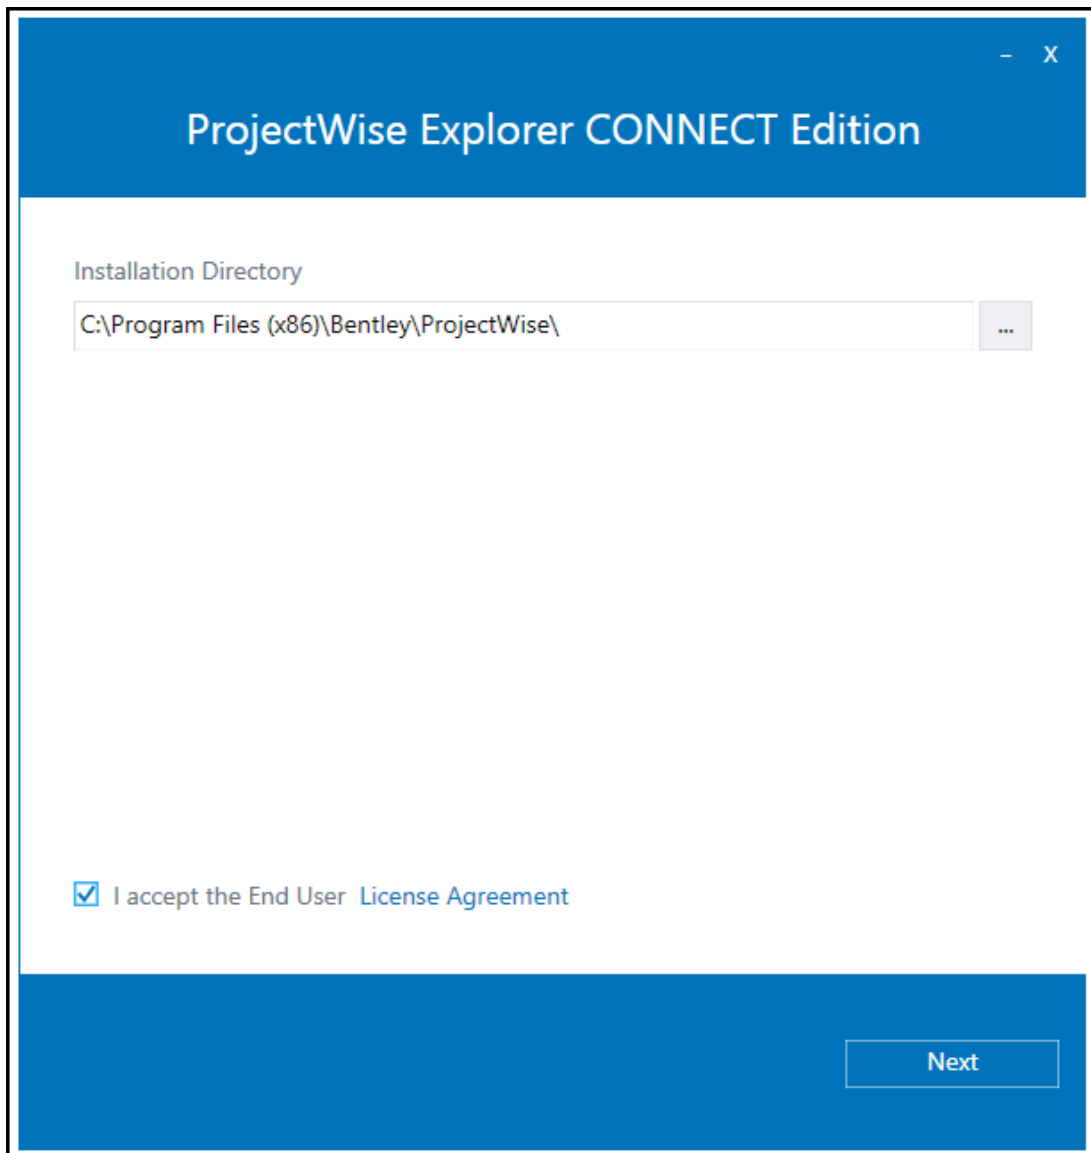 – X
ProjectWise Explorer CONNECT Edition
Installation Directory
C:\Program Files (x86)\Bentley\ProjectWise\
...
I accept the End User License Agreement
Next